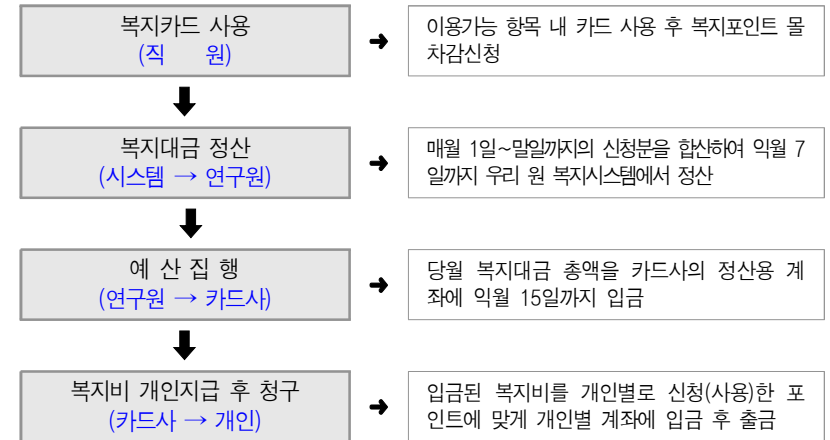 복지카드 사용
(직 원)
이용가능 항목 내 카드 사용 후 복지포인트 몰
차감신청
복지대금 정산
(시스템 → 연구원)
매월 1일~말일까지의 신청분을 합산하여 익월 7
일까지 우리 원 복지시스템에서 정산
예 산 집 행
(연구원 → 카드사)
당월 복지대금 총액을 카드사의 정산용 계
좌에 익월 15일까지 입금
복지비 개인지급 후 청구
(카드사 → 개인)
입금된 복지비를 개인별로 신청(사용)한 포
인트에 맞게 개인별 계좌에 입금 후 출금